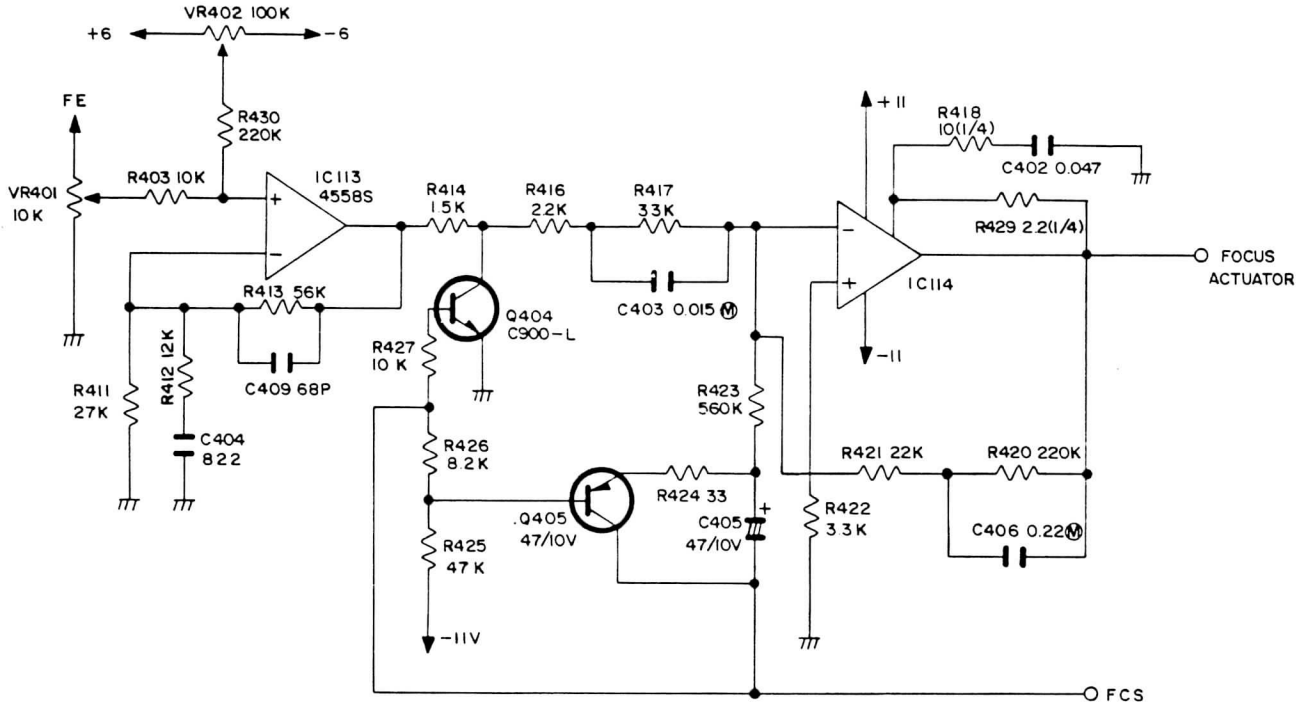 VR402 100K
+6
-6
FE
R430
220K
+11
R418
10(1/4)
C402 0.047
VR401
10 K
R403 10K
IC113
4558S
+
-
R414
1.5K
R416
2.2K
R417
33K
R429 2.2(1/4)
-
+
IC114
FOCUS
ACTUATOR
C403 0.015 Ⓜ
R413 56K
Q404
C900-L
-11
R427
10 K
C409 68P
R412 12K
R411
27K
R423
560K
C404
822
R426
8.2K
R421 22K
R420 220K
R424 33
.Q405
47/10V
+
C405
47/10V
R422
3.3K
C406 0.22Ⓜ
R425
47 K
-11V
FCS